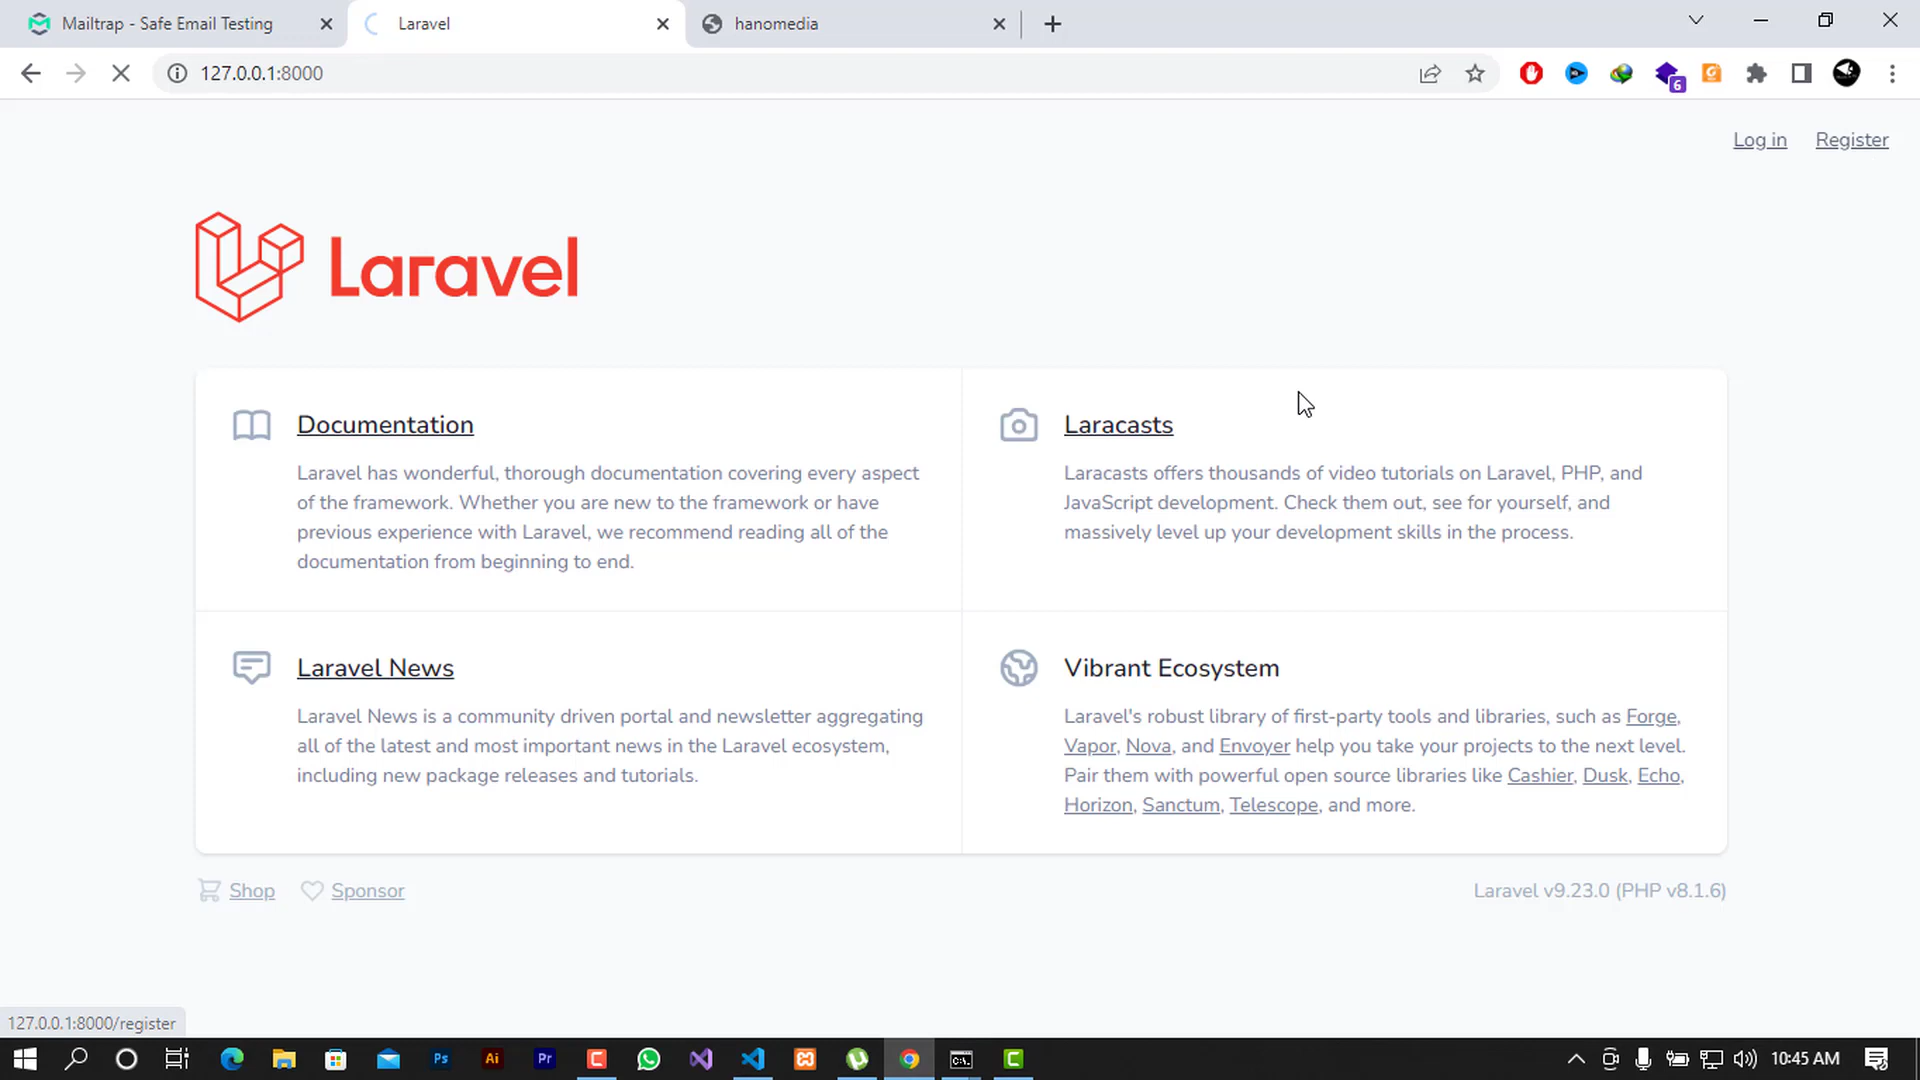 Mailtrap - Safe Email Testing
Laravel
hanomedia
127.0.0.1:8000
6
Log in
Register
Laravel
Documentation
Laravel has wonderful, thorough documentation covering every aspect
of the framework. Whether you are new to the framework or have
previous experience with Laravel, we recommend reading all of the
documentation from beginning to end.
Laracasts
Laracasts offers thousands of video tutorials on Laravel, PHP, and
JavaScript development. Check them out, see for yourself, and
massively level up your development skills in the process.
Laravel News
Laravel News is a community driven portal and newsletter aggregating
all of the latest and most important news in the Laravel ecosystem,
including new package releases and tutorials.
Vibrant Ecosystem
Laravel's robust library of first-party tools and libraries, such as Forge,
Vapor, Nova, and Envoyer help you take your projects to the next level.
Pair them with powerful open source libraries like Cashier, Dusk, Echo,
Horizon, Sanctum, Telescope, and more.
Shop
Sponsor
Laravel v9.23.0 (PHP v8.1.6)
127.0.0.1:8000/register
Ps
Ai
Pr
10:45 AM